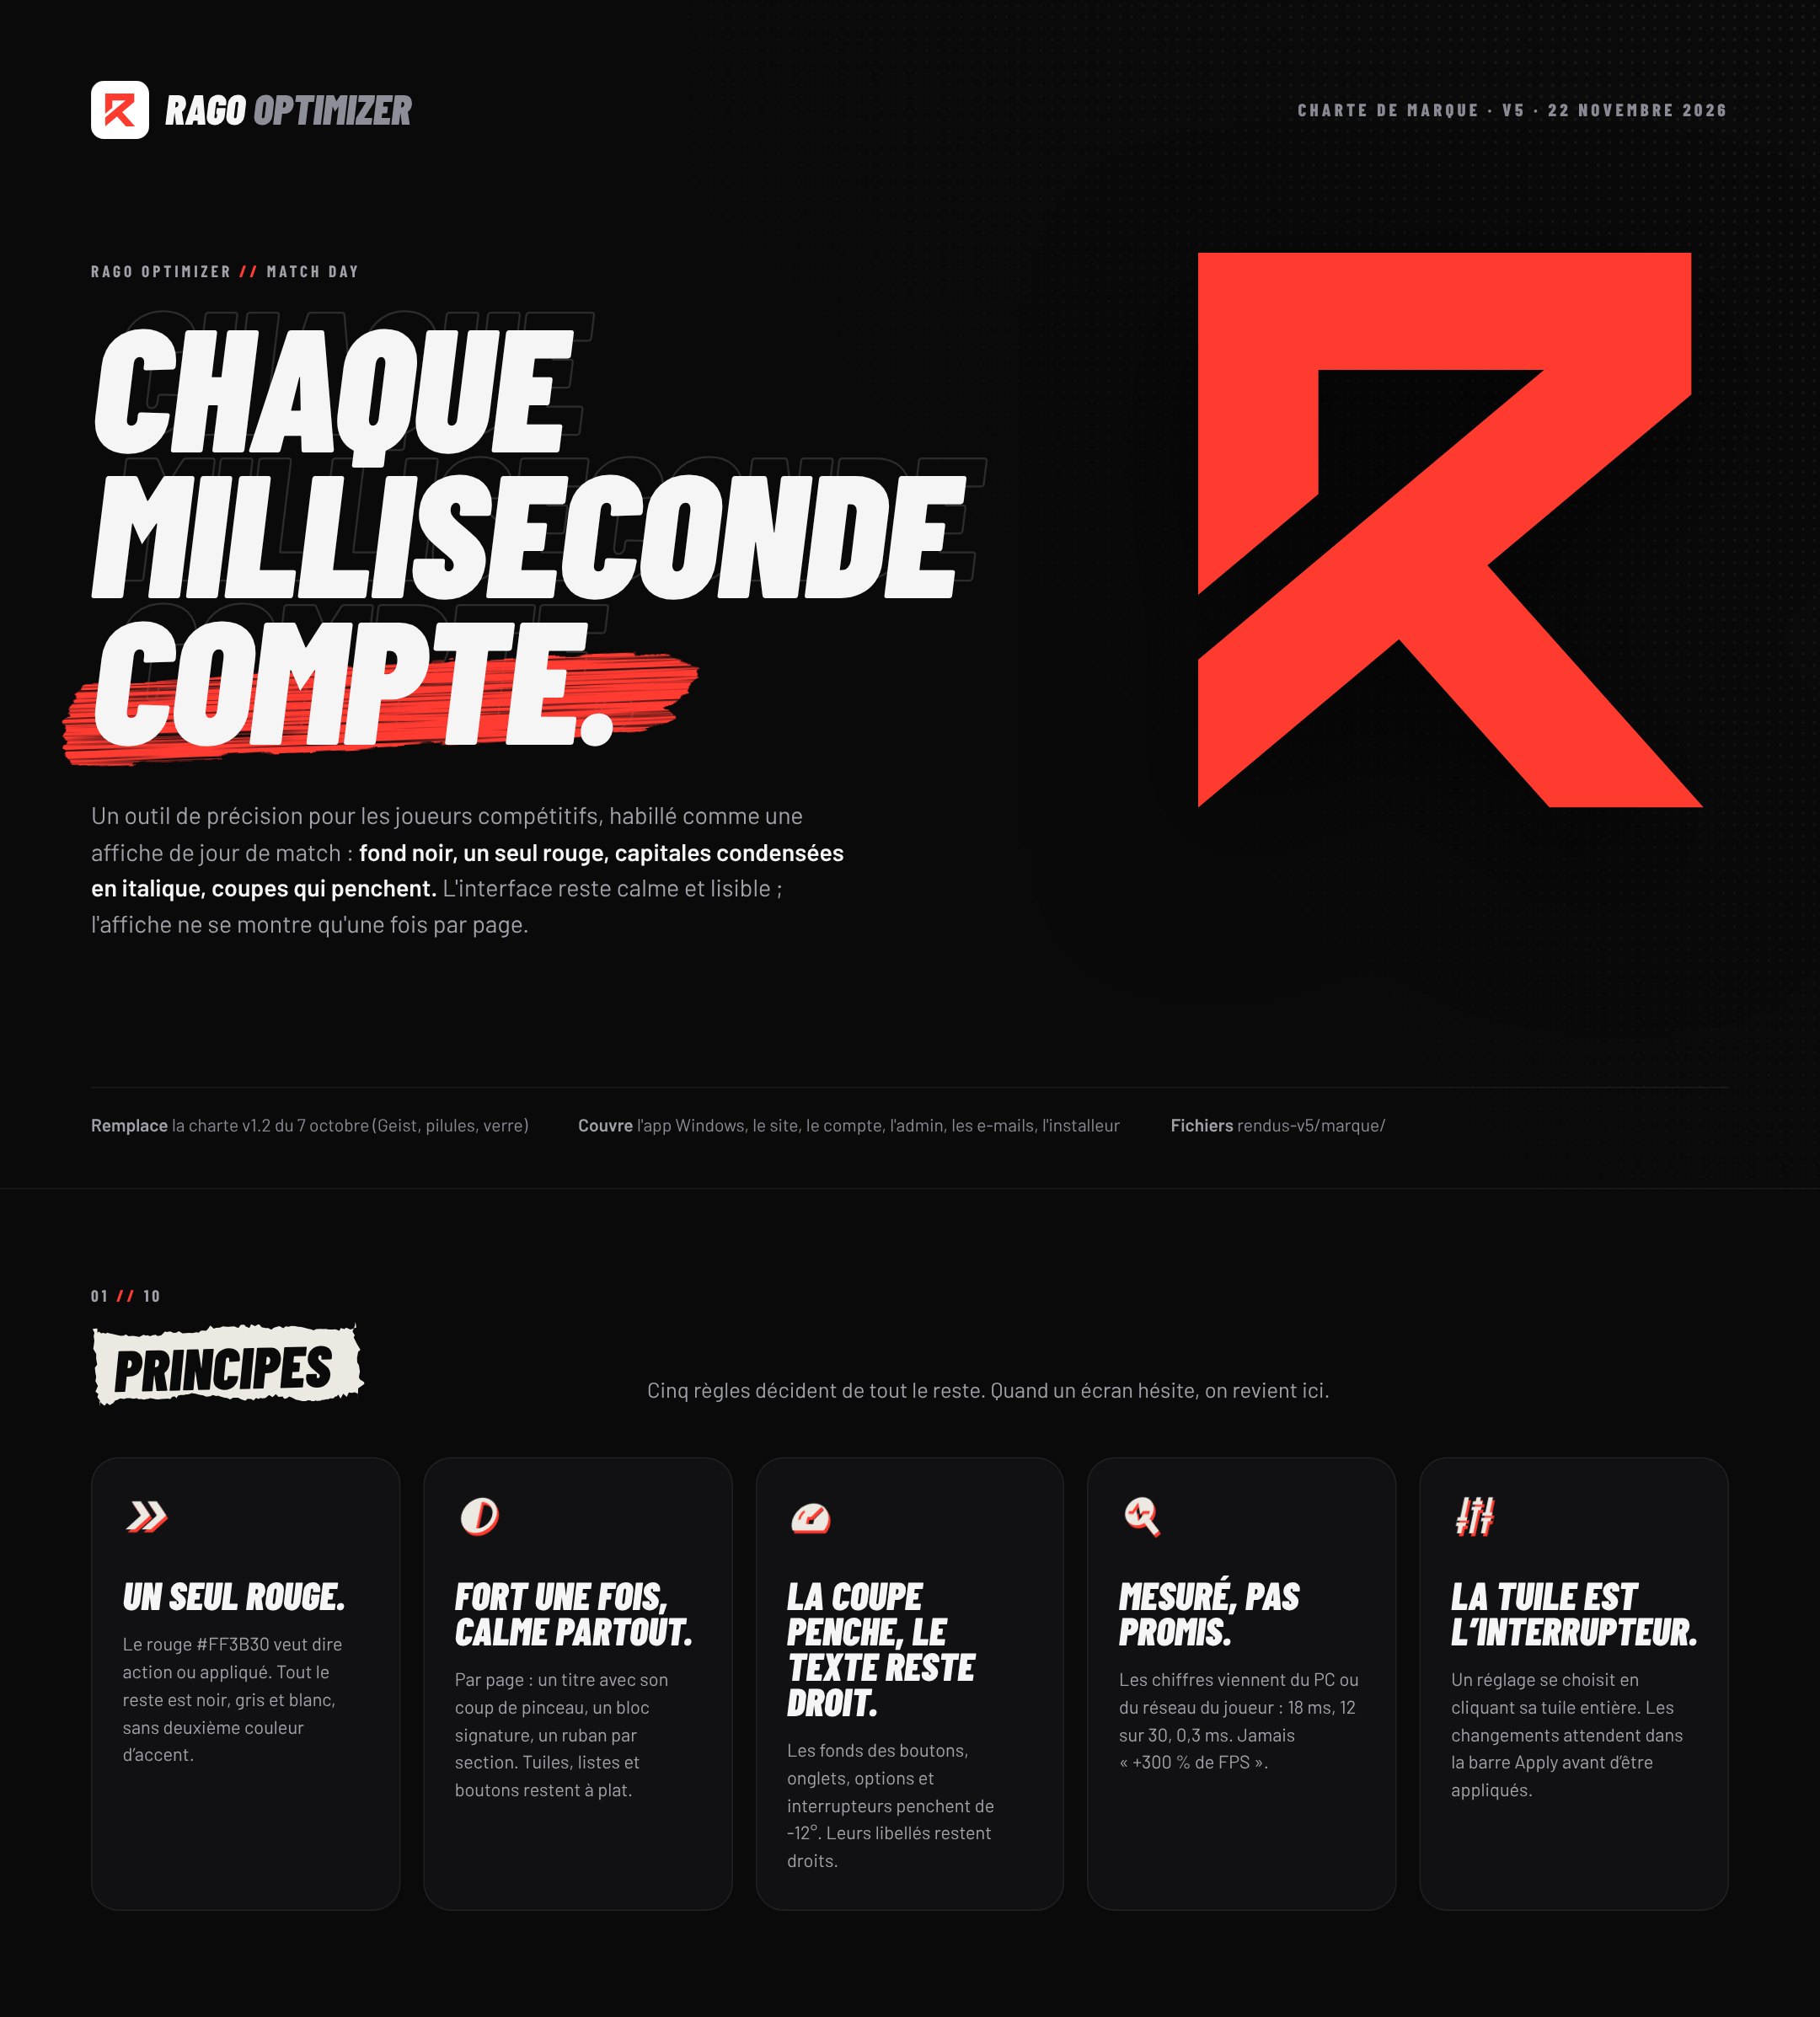 RAGO OPTIMIZER
CHARTE DE MARQUE · V5 · 22 NOVEMBRE 2026
RAGO OPTIMIZER // MATCH DAY
CHAQUE
MILLISECONDE
COMPTE.
Un outil de précision pour les joueurs compétitifs, habillé comme une
affiche de jour de match : fond noir, un seul rouge, capitales condensées
en italique, coupes qui penchent. L'interface reste calme et lisible ;
l'affiche ne se montre qu'une fois par page.
Remplace la charte v1.2 du 7 octobre (Geist, pilules, verre)
Couvre l'app Windows, le site, le compte, l'admin, les e-mails, l'installeur
Fichiers rendus-v5/marque/
01 // 10
PRINCIPES
Cinq règles décident de tout le reste. Quand un écran hésite, on revient ici.
UN SEUL ROUGE.
Le rouge #FF3B30 veut dire
action ou appliqué. Tout le
reste est noir, gris et blanc,
sans deuxième couleur
d’accent.
FORT UNE FOIS,
CALME PARTOUT.
Par page : un titre avec son
coup de pinceau, un bloc
signature, un ruban par
section. Tuiles, listes et
boutons restent à plat.
LA COUPE
PENCHE, LE
TEXTE RESTE
DROIT.
Les fonds des boutons,
onglets, options et
interrupteurs penchent de
-12°. Leurs libellés restent
droits.
MESURÉ, PAS
PROMIS.
Les chiffres viennent du PC ou
du réseau du joueur : 18 ms, 12
sur 30, 0,3 ms. Jamais
« +300 % de FPS ».
LA TUILE EST
L’INTERRUPTEUR.
Un réglage se choisit en
cliquant sa tuile entière. Les
changements attendent dans
la barre Apply avant d’être
appliqués.